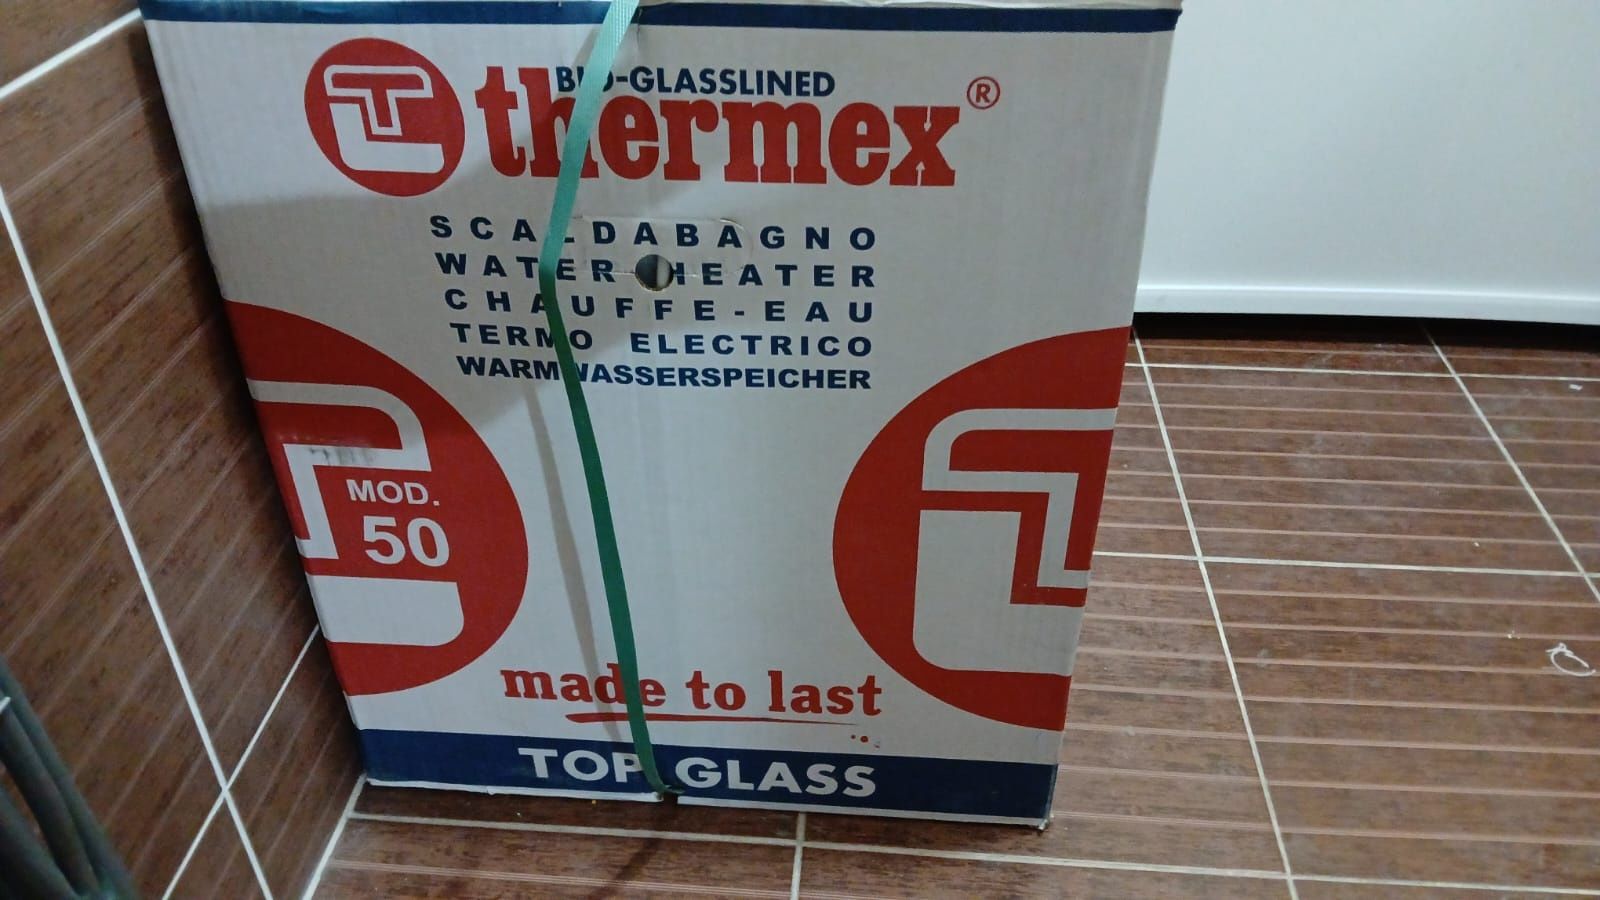 BIO-GLASSLINED
thermex®
SCALDABAGNO
WATER HEATER
CHAUFFE-EAU
TERMO ELECTRICO
WARMWASSERSPEICHER
MOD.
50
made to last
TOP GLASS